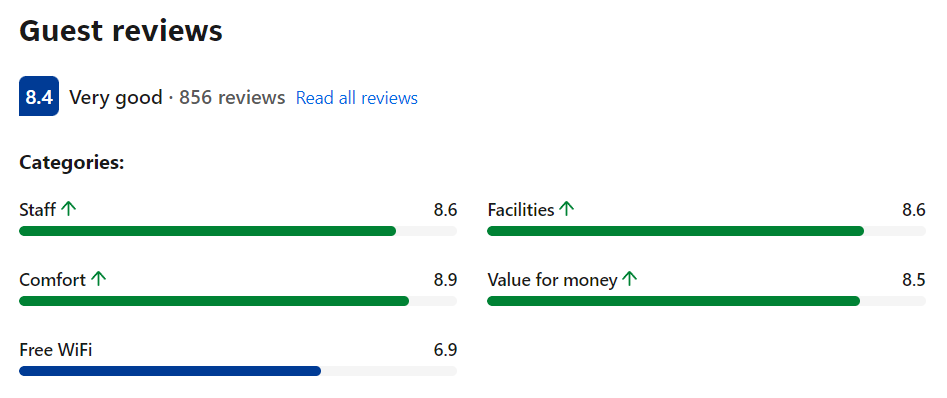 Guest reviews
8.4 Very good · 856 reviews Read all reviews
Categories:
Staff ↑ 8.6
Facilities ↑ 8.6
Comfort ↑ 8.9
Value for money ↑ 8.5
Free WiFi 6.9